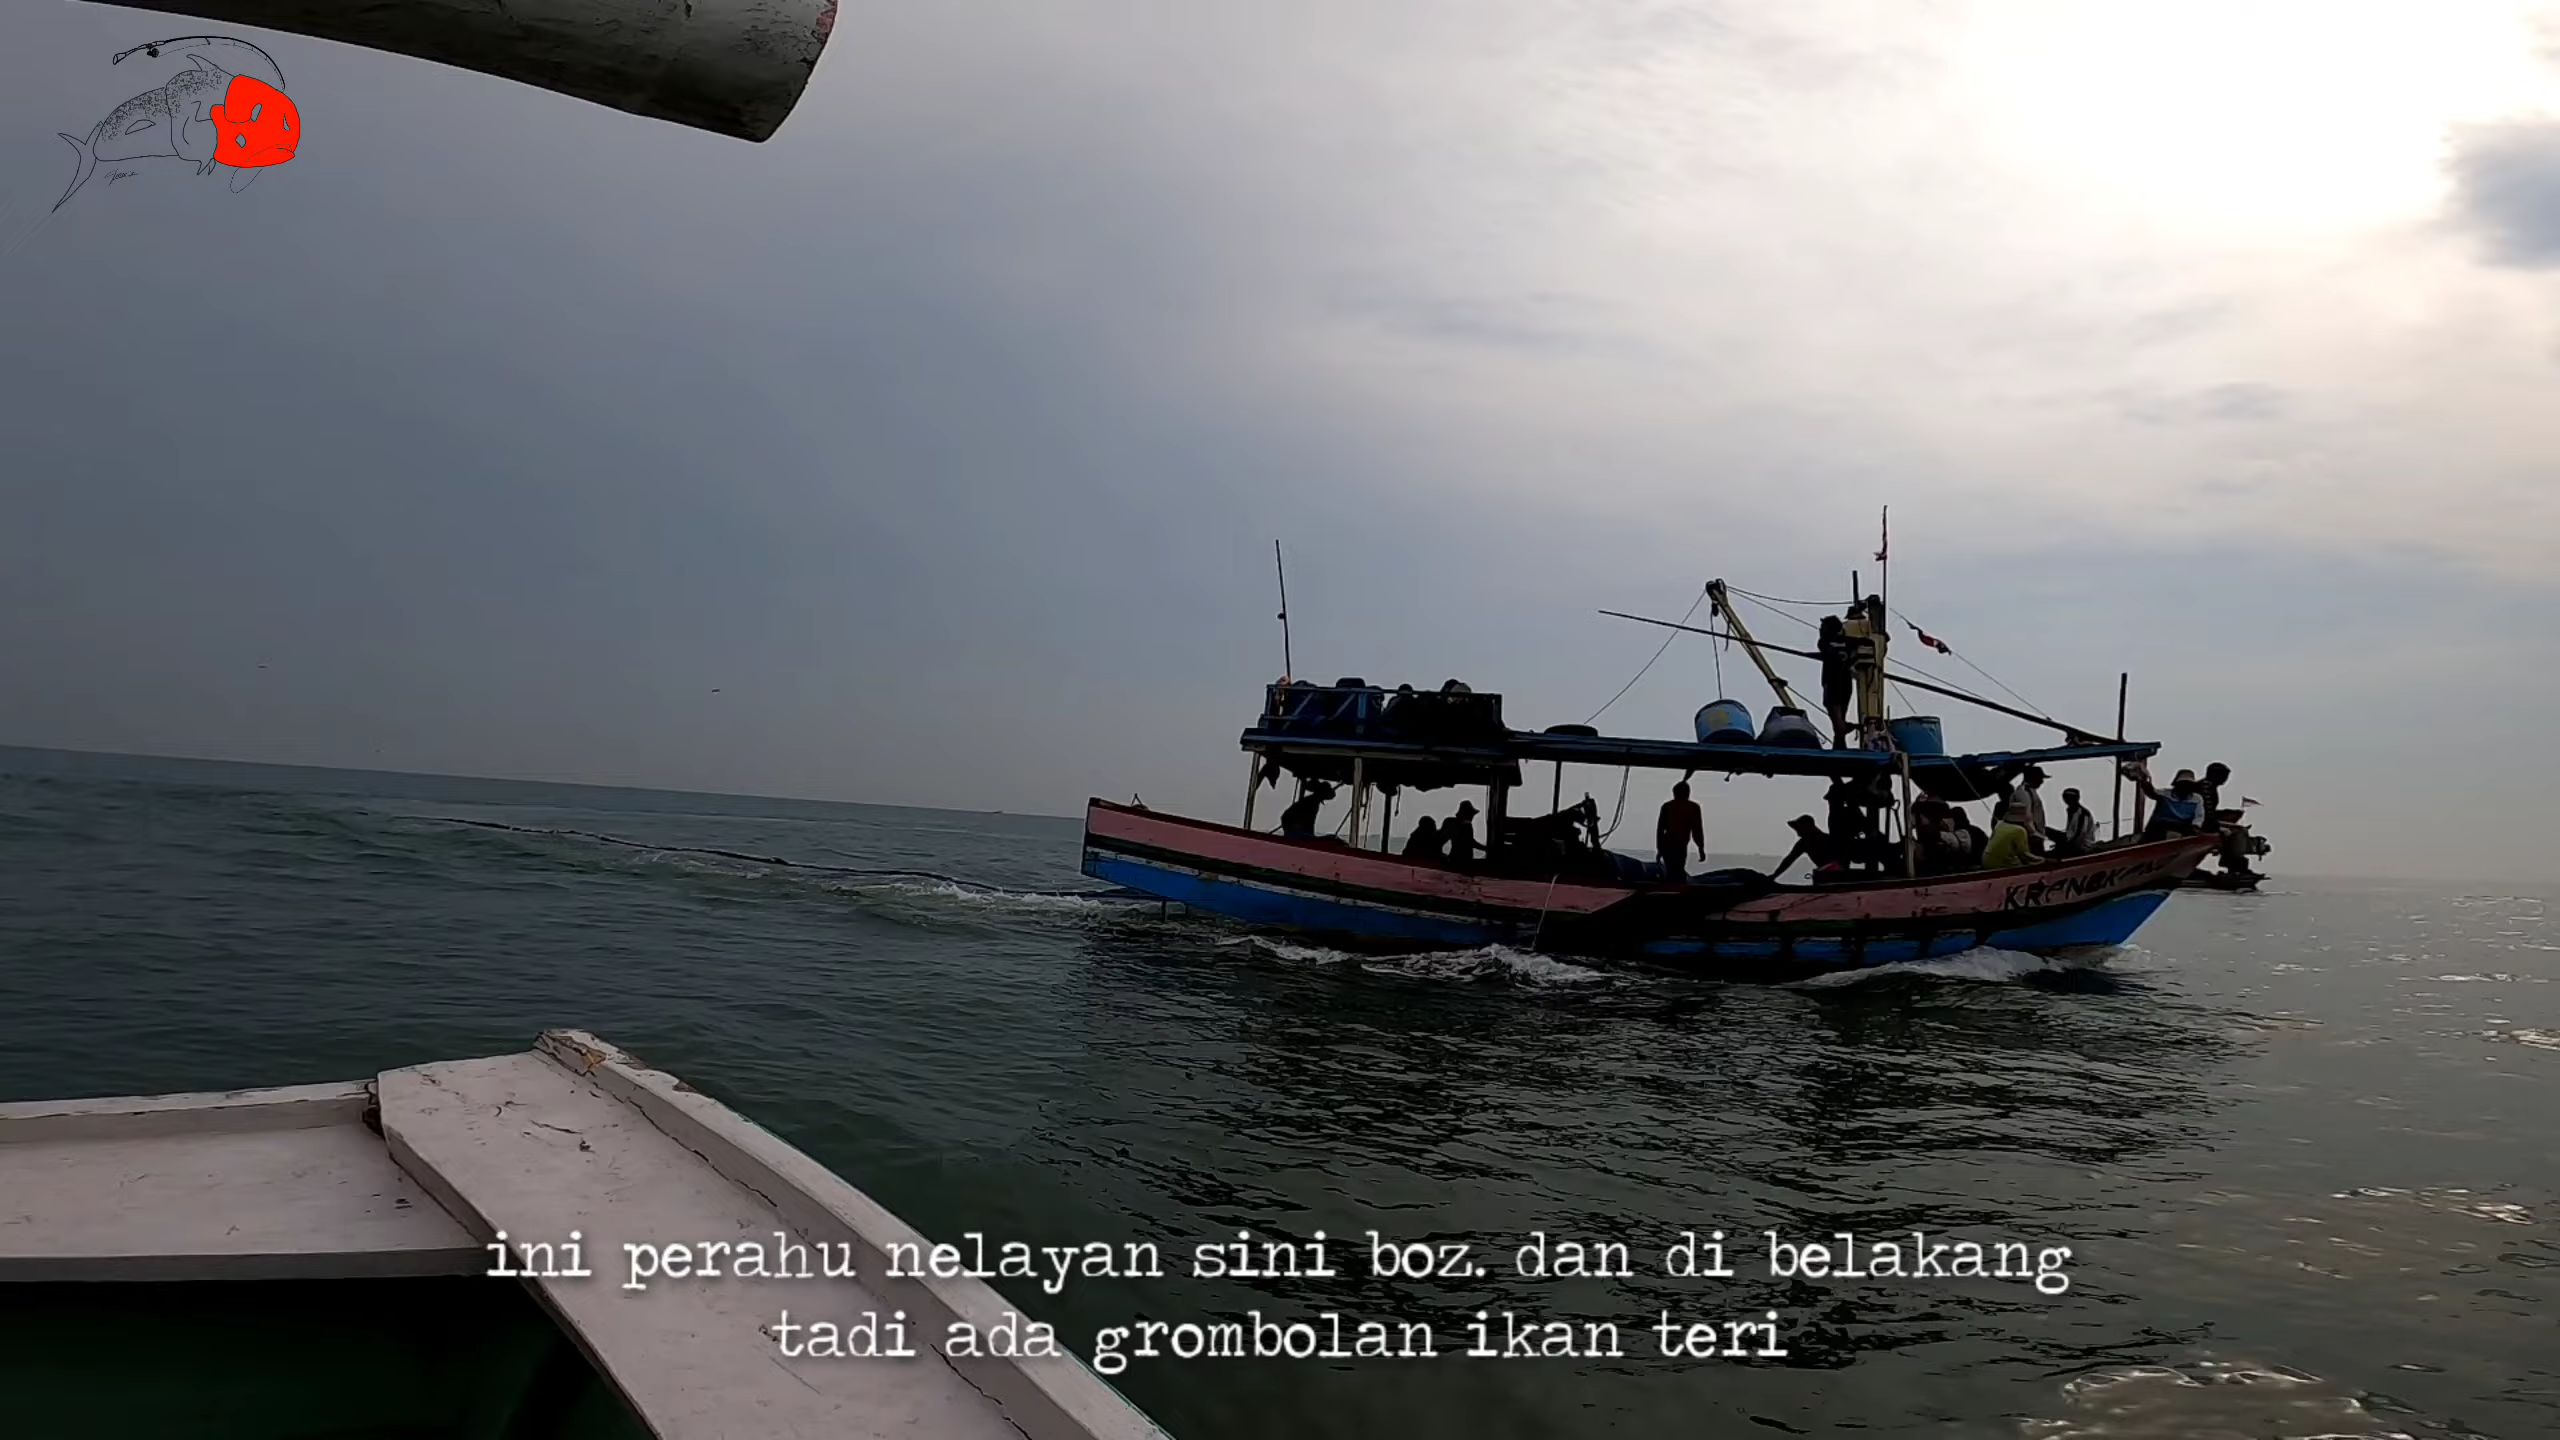 ini perahu nelayan sini boz. dan di belakang
tadi ada grombolan ikan teri